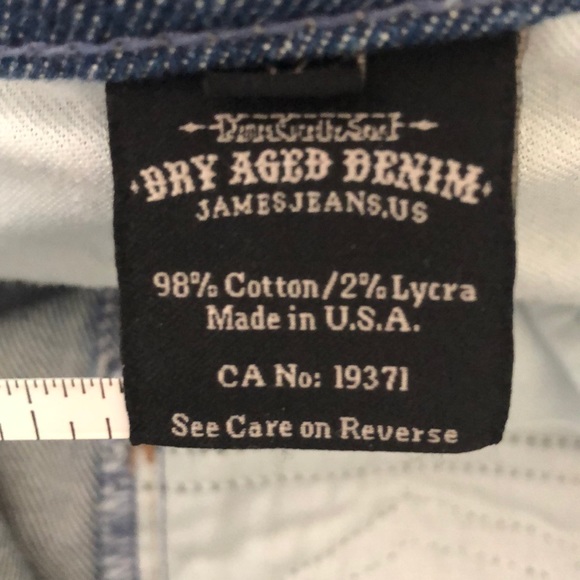 DRY AGED DENIM
JAMESJEANS.US
98% Cotton/2% Lycra
Made in U.S.A.
CA No: 19371
See Care on Reverse